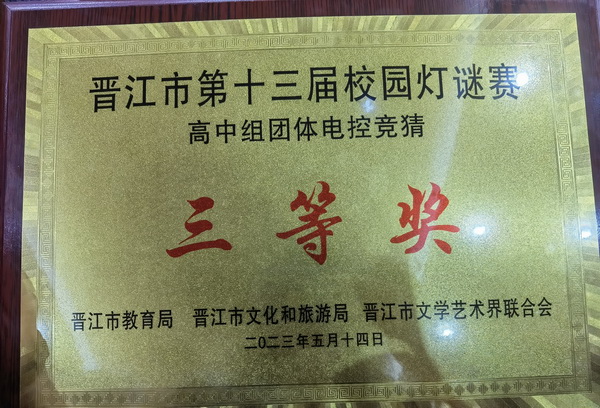 晋江市第十三届校园灯谜赛
高中组团体电控竞猜
三等奖
晋江市教育局 晋江市文化和旅游局 晋江市文学艺术界联合会
二〇二三年五月十四日